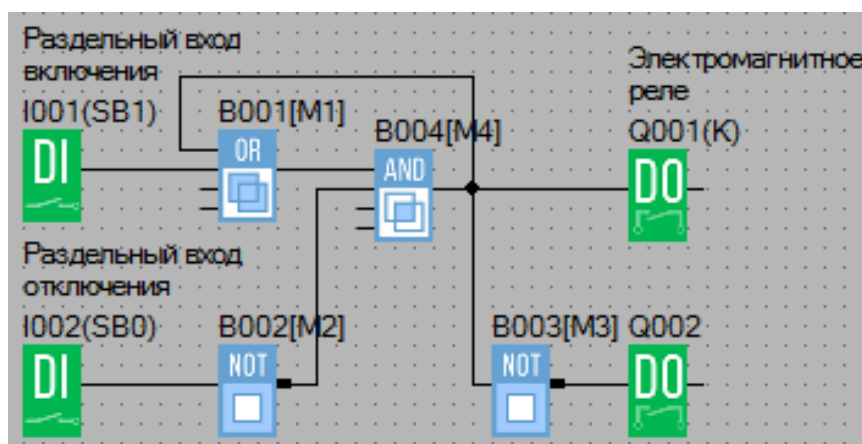 Раздельный вход
включения
Электромагнитное
реле
I001(SB1)
B001[M1]
B004[M4]
Q001(K)
DI
OR
AND
DO
Раздельный вход
отключения
I002(SB0)
B002[M2]
B003[M3]
Q002
DI
NOT
NOT
DO